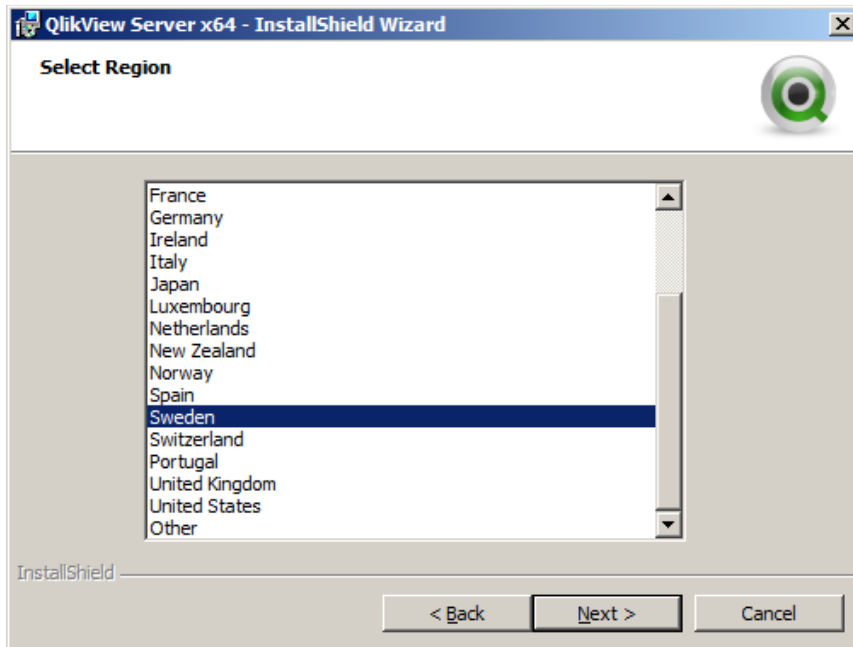 QlikView Server x64 - InstallShield Wizard
Select Region
France
Germany
Ireland
Italy
Japan
Luxembourg
Netherlands
New Zealand
Norway
Spain
Sweden
Switzerland
Portugal
United Kingdom
United States
Other
InstallShield
< Back
Next >
Cancel